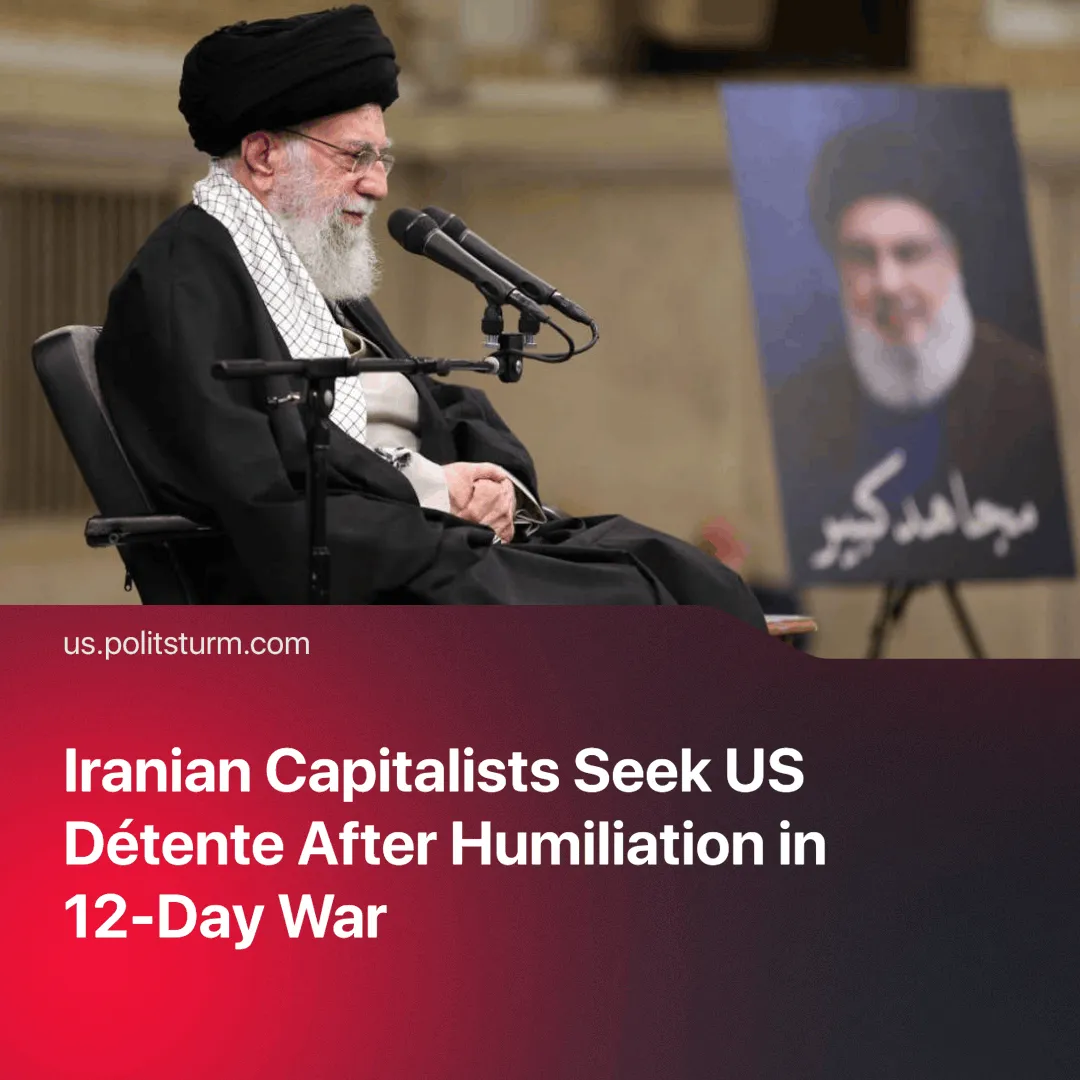 مجاهد کبیر
us.politsturm.com
Iranian Capitalists Seek US
Détente After Humiliation in
12-Day War